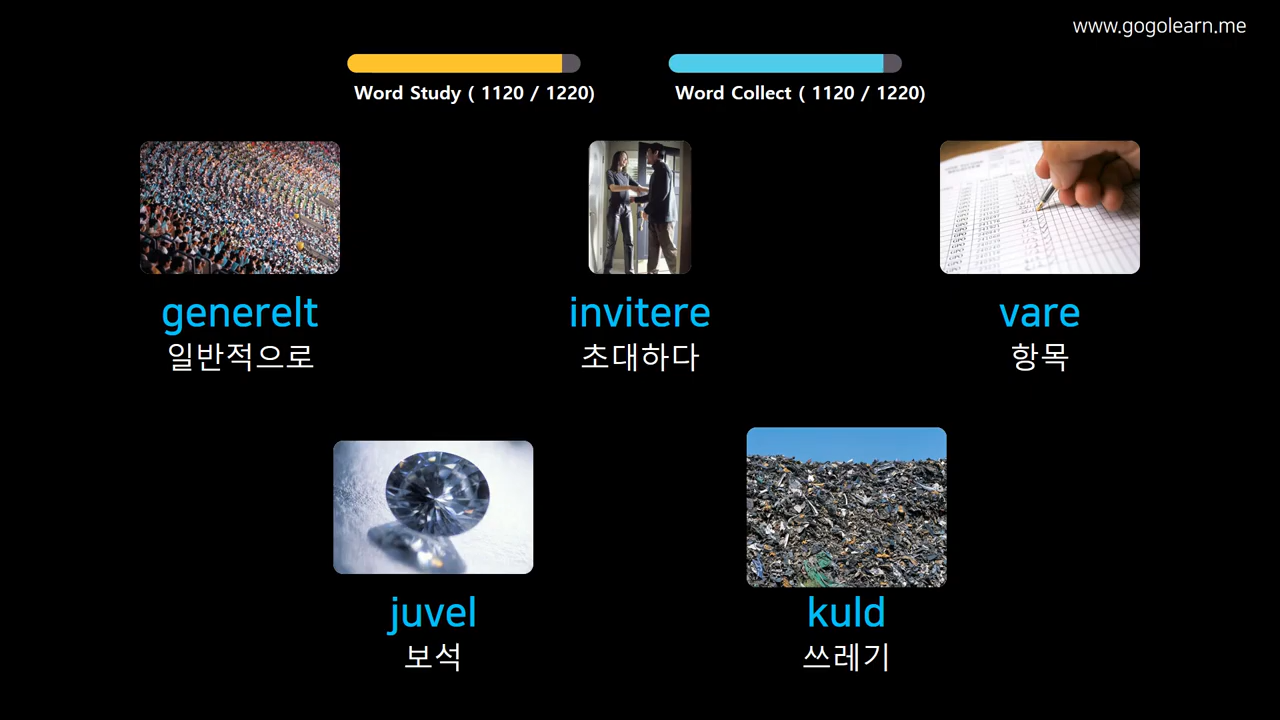 www.gogolearn.me
Word Study ( 1120 / 1220)
Word Collect ( 1120 / 1220)
generelt
일반적으로
invitere
초대하다
vare
항목
juvel
보석
kuld
쓰레기